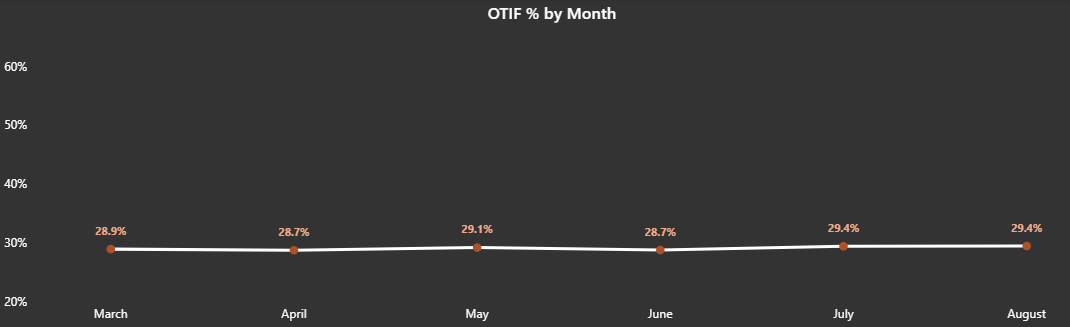 OTIF % by Month
60%
50%
40%
30%
20%
28.9%
28.7%
29.1%
28.7%
29.4%
29.4%
March
April
May
June
July
August